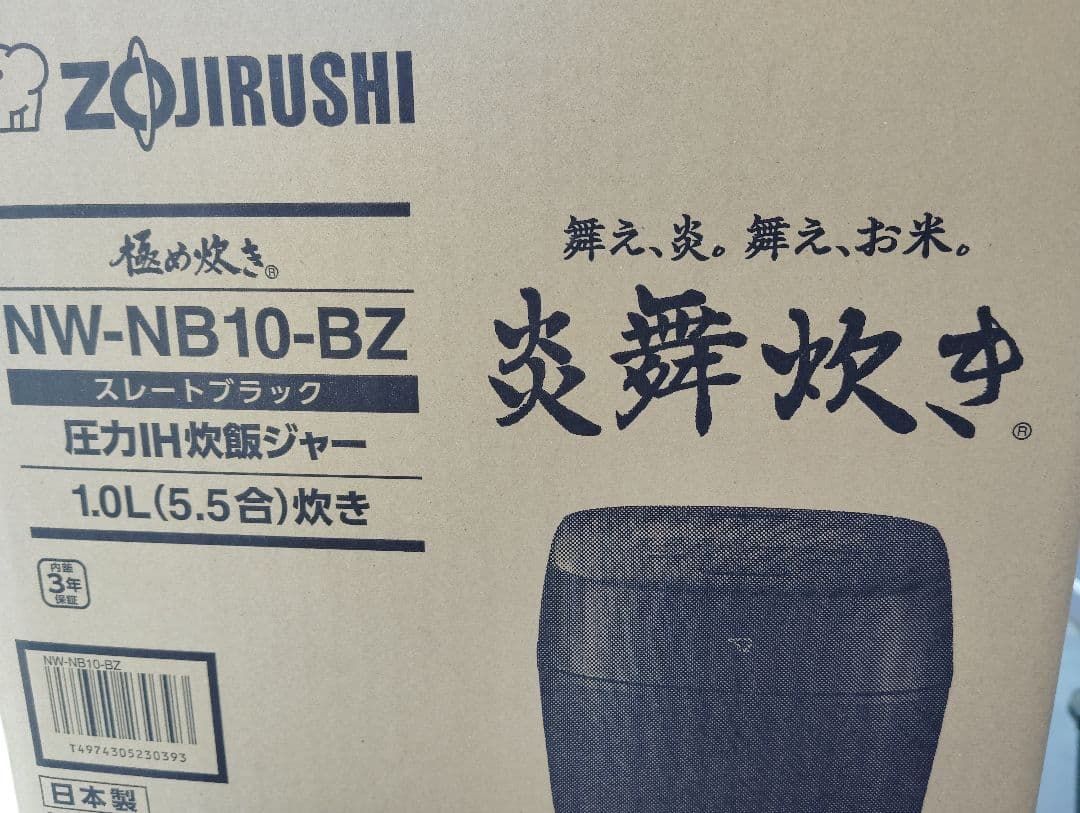 ZOJIRUSHI
極め炊き®
NW-NB10-BZ
スレートブラック
圧力IH炊飯ジャー
1.0L(5.5合)炊き
内釜
3年
保証
NW-NB10-BZ
T4974305230393
日本製
舞え、炎。舞え、お米。
炎舞炊き®